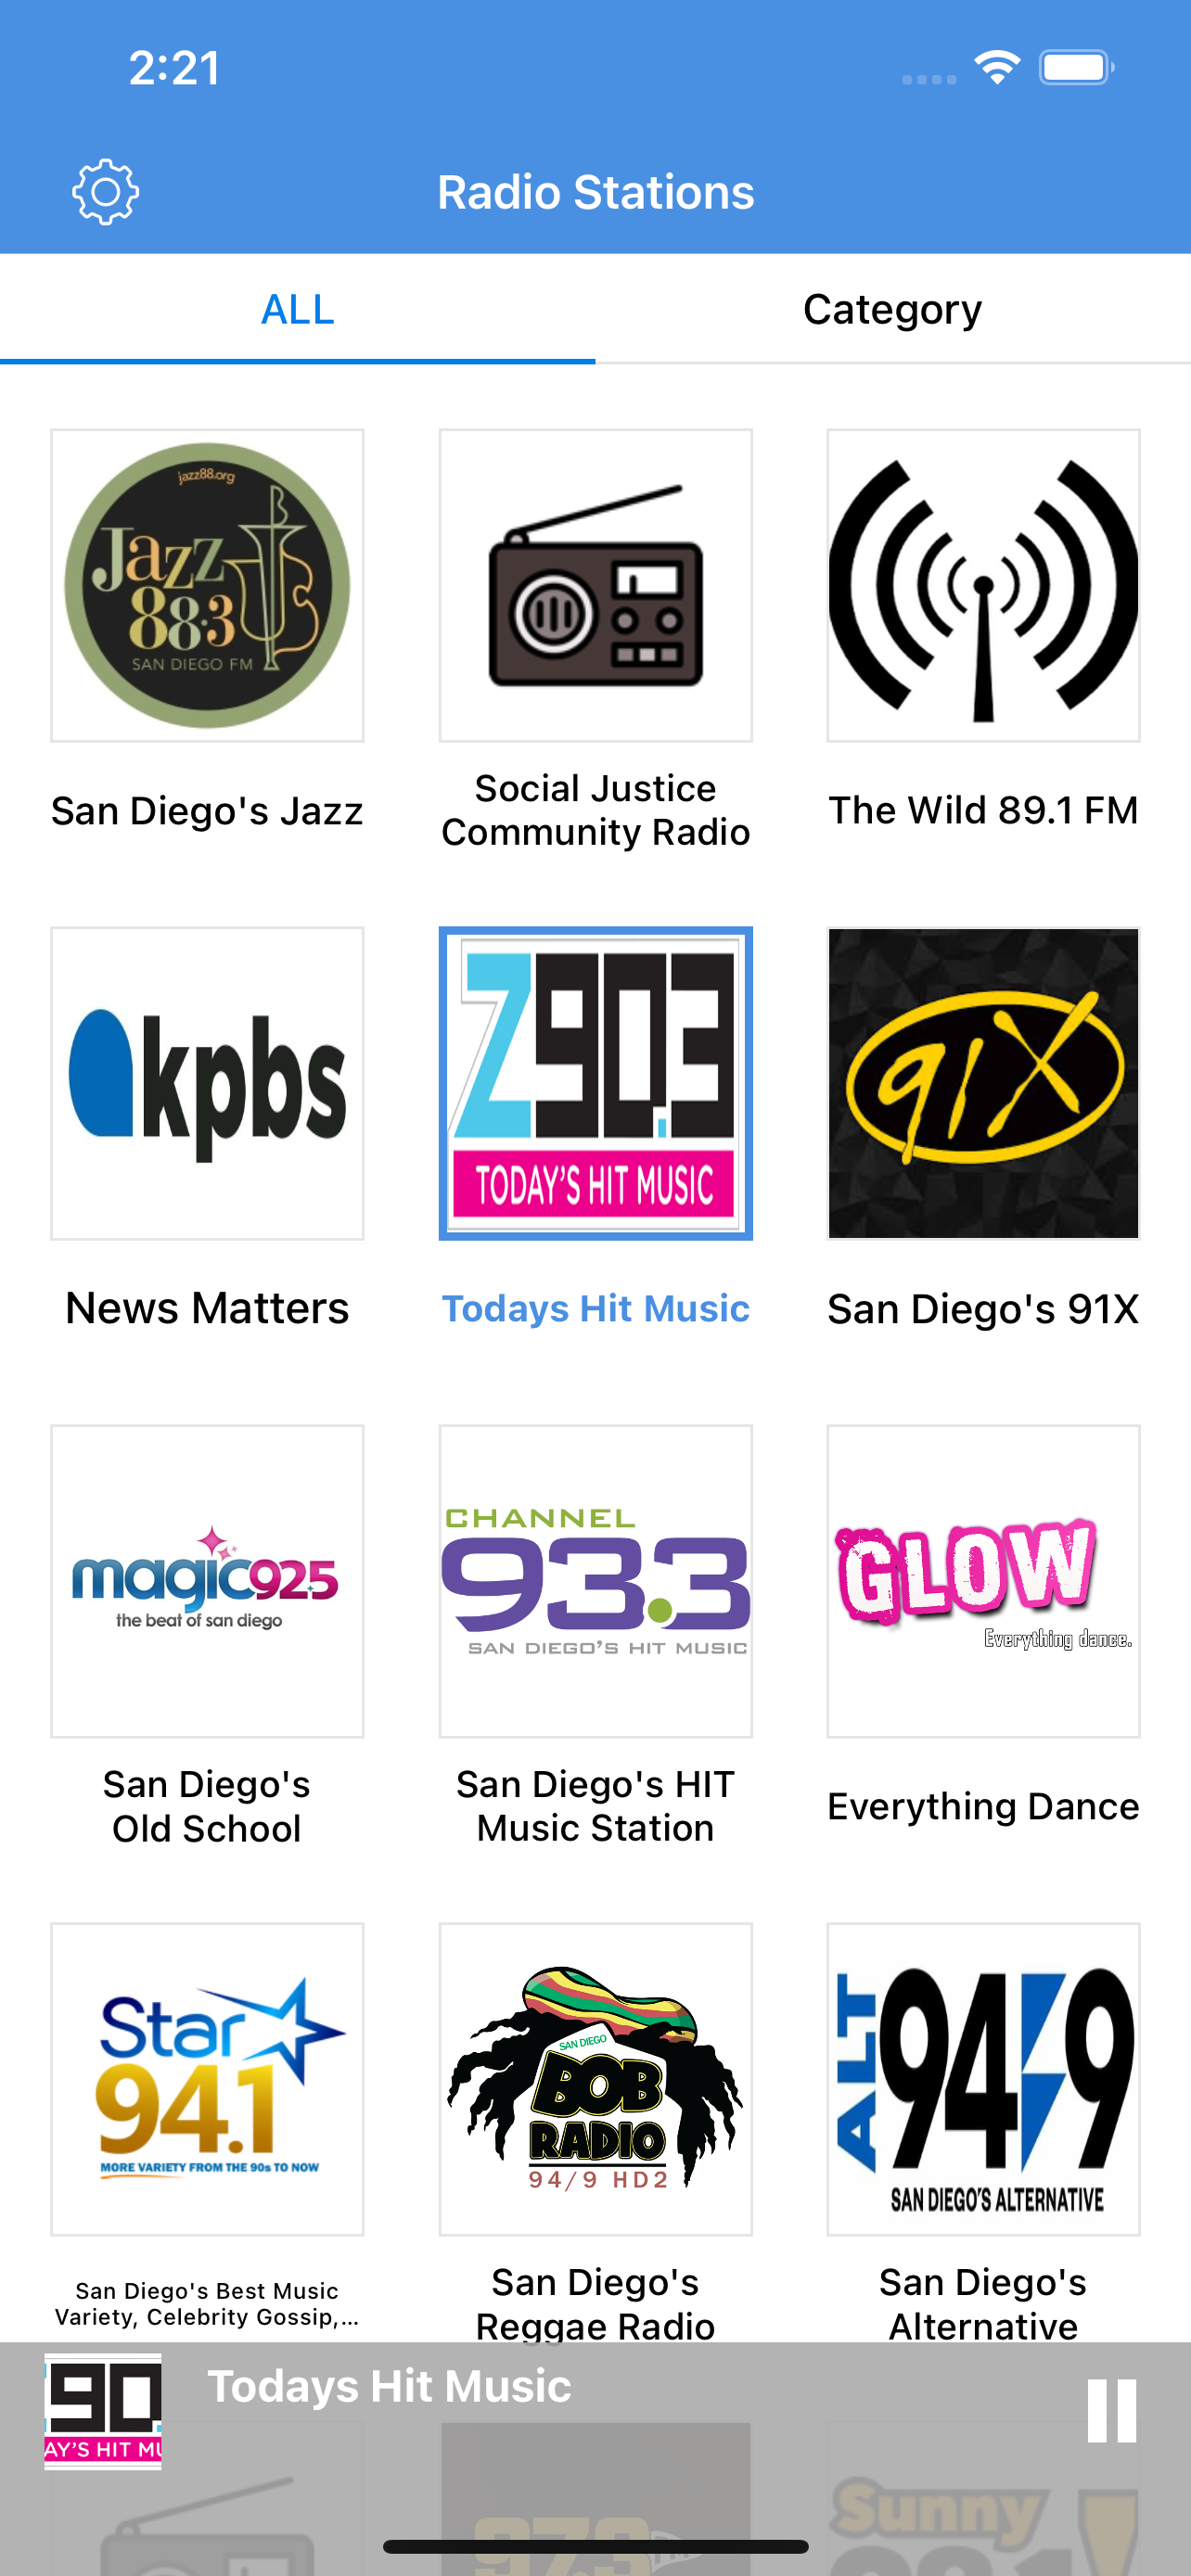 2:21
Radio Stations
ALL
Category
jazz88.org
Jazz
88.3
SAN DIEGO FM
San Diego's Jazz
Social Justice
Community Radio
The Wild 89.1 FM
kpbs
News Matters
Z90.3
TODAY'S HIT MUSIC
Todays Hit Music
91X
San Diego's 91X
magic925
the beat of san diego
San Diego's
Old School
CHANNEL
93.3
SAN DIEGO'S HIT MUSIC
San Diego's HIT
Music Station
GLOW
Everything dance.
Everything Dance
Star
94.1
MORE VARIETY FROM THE 90s TO NOW
San Diego's Best Music
Variety, Celebrity Gossip,...
SAN DIEGO
BOB
RADIO
94/9 HD2
San Diego's
Reggae Radio
ALT
94/9
SAN DIEGO'S ALTERNATIVE
San Diego's
Alternative
90.
AY'S HIT MU
Todays Hit Music
97.3
FM
Sunny
98.1